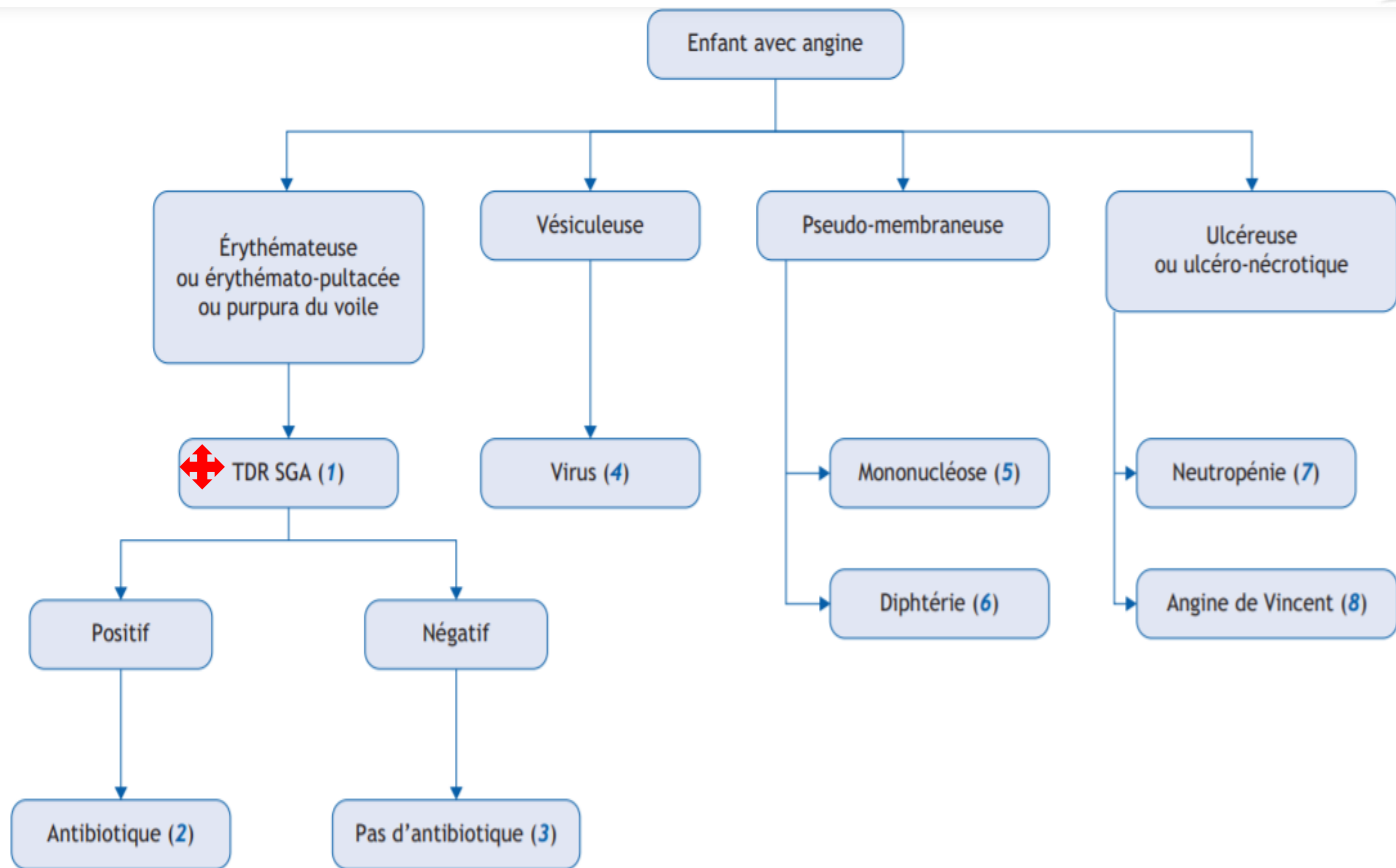 Enfant avec angine
Érythémateuse
ou érythémato-pultacée
ou purpura du voile
Vésiculeuse
Pseudo-membraneuse
Ulcéreuse
ou ulcéro-nécrotique
TDR SGA (1)
Virus (4)
Mononucléose (5)
Neutropénie (7)
Diphtérie (6)
Angine de Vincent (8)
Positif
Négatif
Antibiotique (2)
Pas d’antibiotique (3)